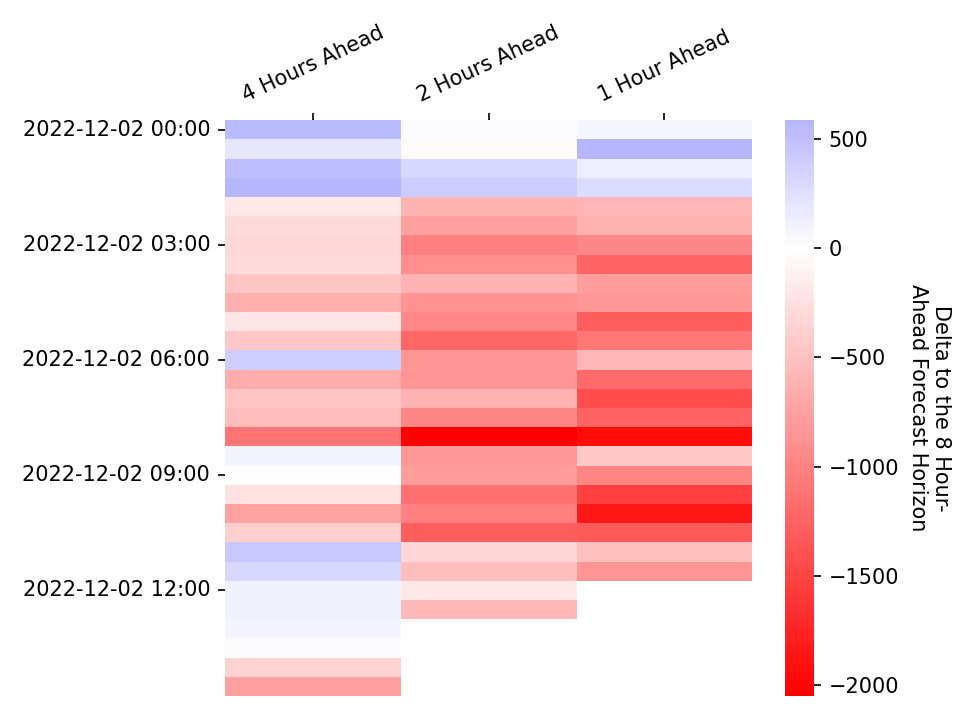 4 Hours Ahead
2 Hours Ahead
1 Hour Ahead
2022-12-02 00:00
2022-12-02 03:00
2022-12-02 06:00
2022-12-02 09:00
2022-12-02 12:00
500
0
−500
−1000
−1500
−2000
Delta to the 8 Hour-
Ahead Forecast Horizon